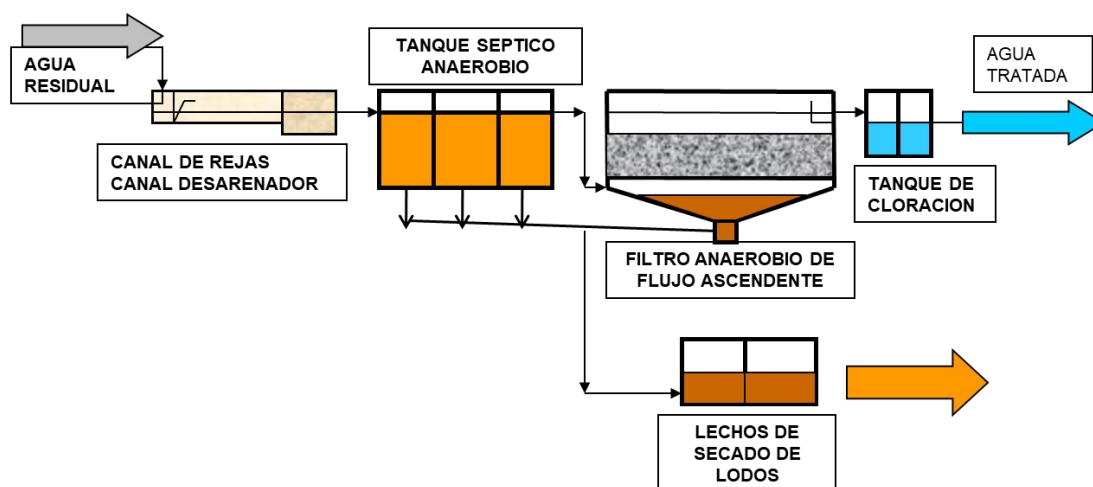 AGUA
RESIDUAL
CANAL DE REJAS
CANAL DESARENADOR
TANQUE SEPTICO
ANAEROBIO
FILTRO ANAEROBIO DE
FLUJO ASCENDENTE
TANQUE DE
CLORACION
AGUA
TRATADA
LECHOS DE
SECADO DE
LODOS